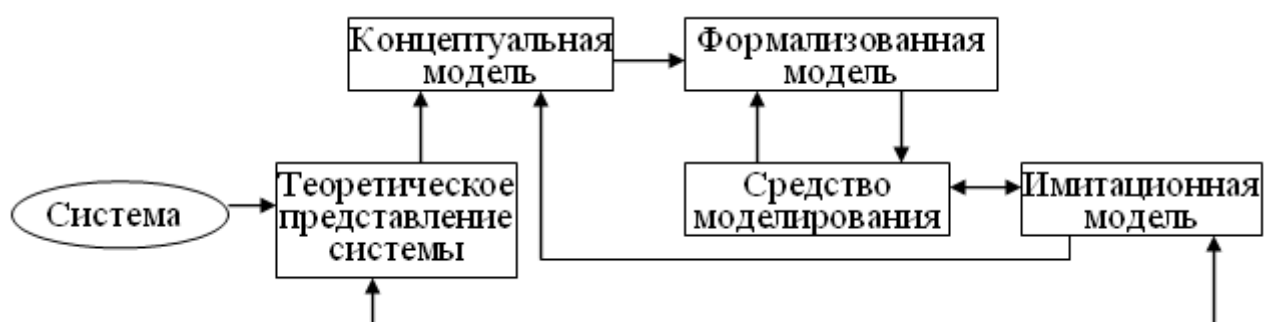 Концептуальная
модель
Формализованная
модель
Система
Теоретическое
представление
системы
Средство
моделирования
Имитационная
модель